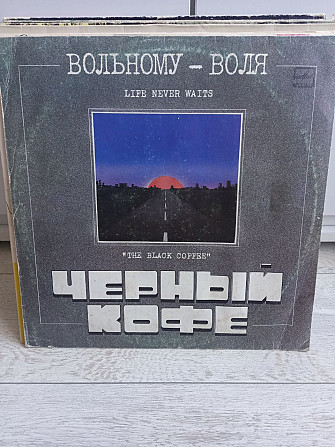 ВОЛЬНОМУ – ВОЛЯ
LIFE NEVER WAITS
"THE BLACK COFFEE"
ЧЕРНЫЙ
КОФЕ